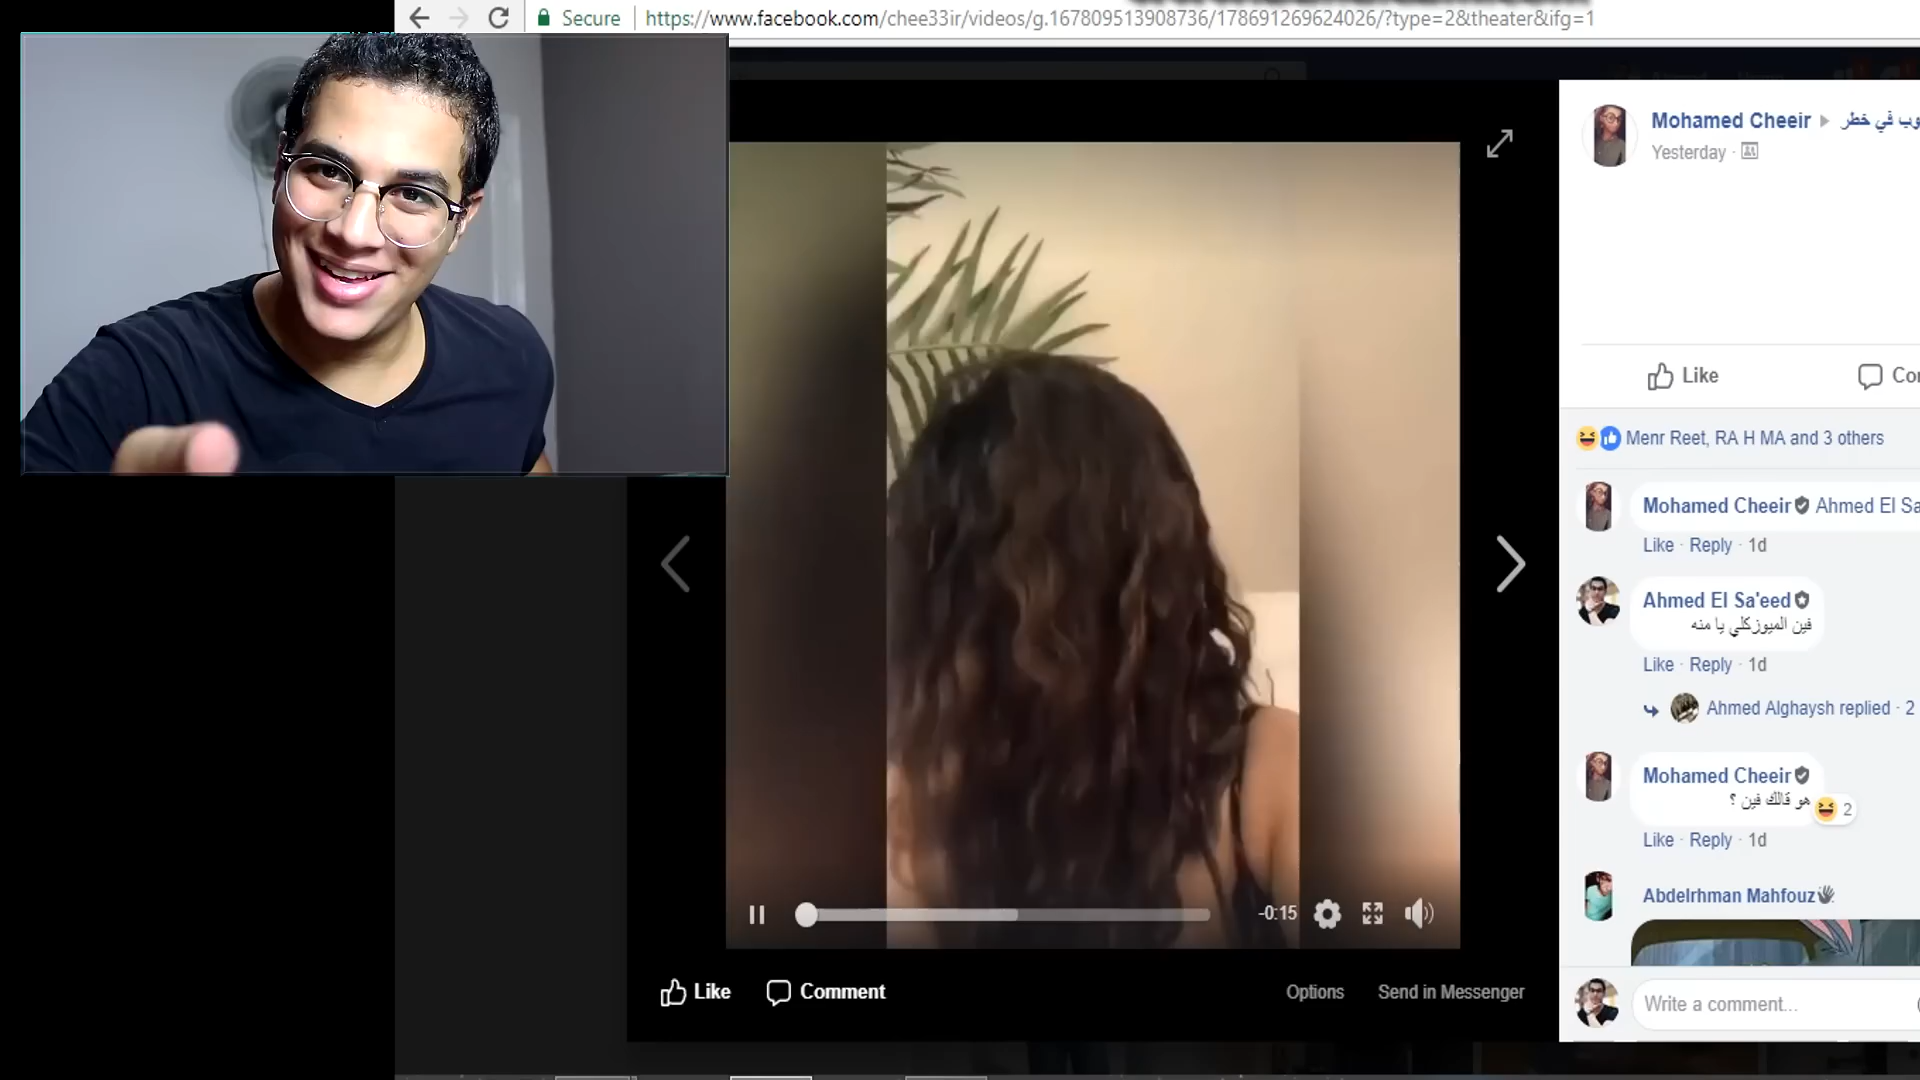 Secure
https://www.facebook.com/chee33ir/videos/g.167809513908736/178691269624026/?type=2&theater&ifg=1
Mohamed Cheeir
في خطر
Yesterday
Like
Menr Reet, RA H MA and 3 others
Mohamed Cheeir Ahmed El Sa
Like · Reply · 1d
Ahmed El Sa'eed
فين الميوزكلي يا منه
Like · Reply · 1d
Ahmed Alghaysh replied · 2
Mohamed Cheeir
هو قالك فين ؟
2
Like · Reply · 1d
Abdelrhman Mahfouz
Write a comment...
-0:15
Like
Comment
Options
Send in Messenger